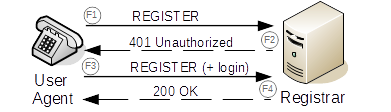 F1 REGISTER
401 Unauthorized F2
F3 REGISTER (+ login)
200 OK F4
User
Agent
Registrar